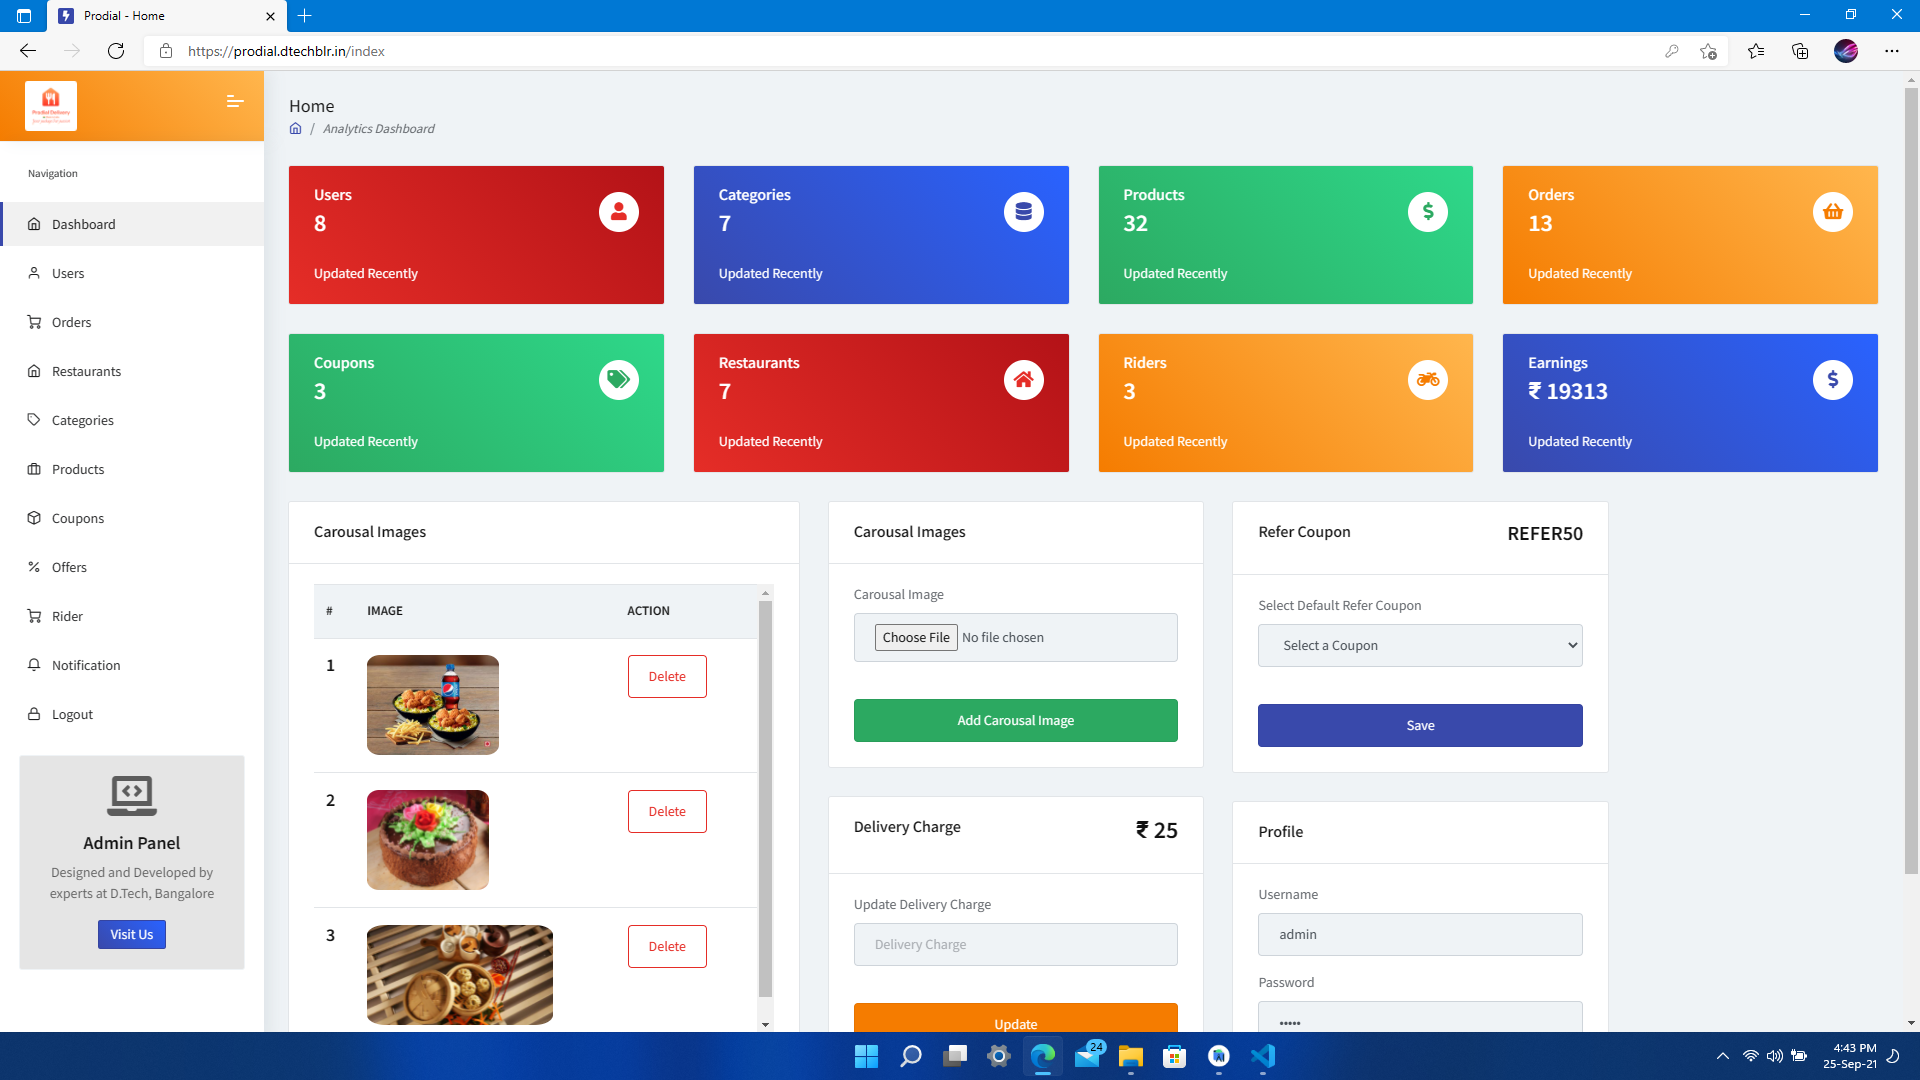 Prodial - Home
https://prodial.dtechblr.in/index
Prodial Delivery
Navigation
Dashboard
Users
Orders
Restaurants
Categories
Products
Coupons
Offers
Rider
Notification
Logout
Admin Panel
Designed and Developed by
experts at D.Tech, Bangalore
Visit Us
Home
/ Analytics Dashboard
Users
8
Updated Recently
Categories
7
Updated Recently
Products
32
Updated Recently
Orders
13
Updated Recently
Coupons
3
Updated Recently
Restaurants
7
Updated Recently
Riders
3
Updated Recently
Earnings
₹ 19313
Updated Recently
Carousal Images
# IMAGE ACTION
1 Delete
2 Delete
3 Delete
Carousal Images
Carousal Image
Choose File No file chosen
Add Carousal Image
Delivery Charge ₹ 25
Update Delivery Charge
Delivery Charge
Update
Refer Coupon REFER50
Select Default Refer Coupon
Select a Coupon
Save
Profile
Username
admin
Password
•••••
24
4:43 PM
25-Sep-21